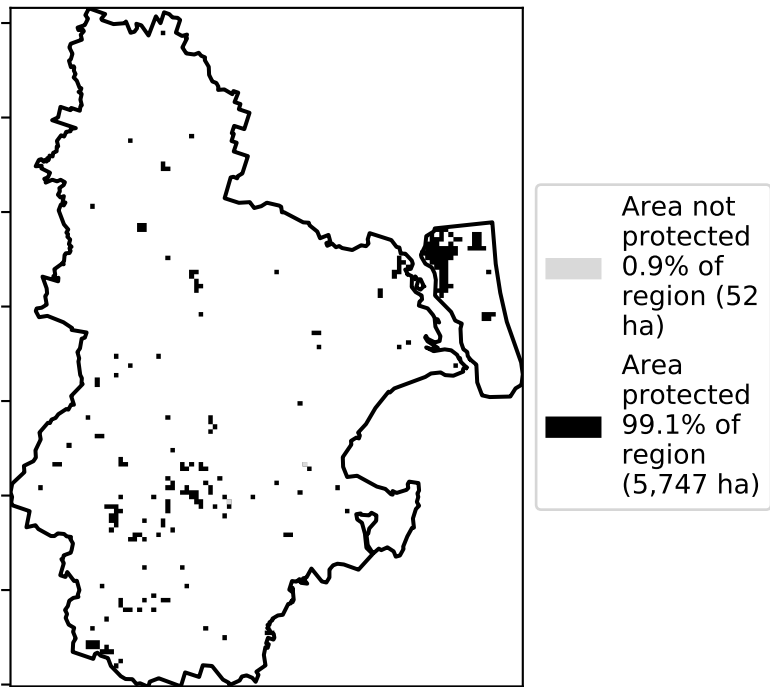 Area not
protected
0.9% of
region (52
ha)
Area
protected
99.1% of
region
(5,747 ha)